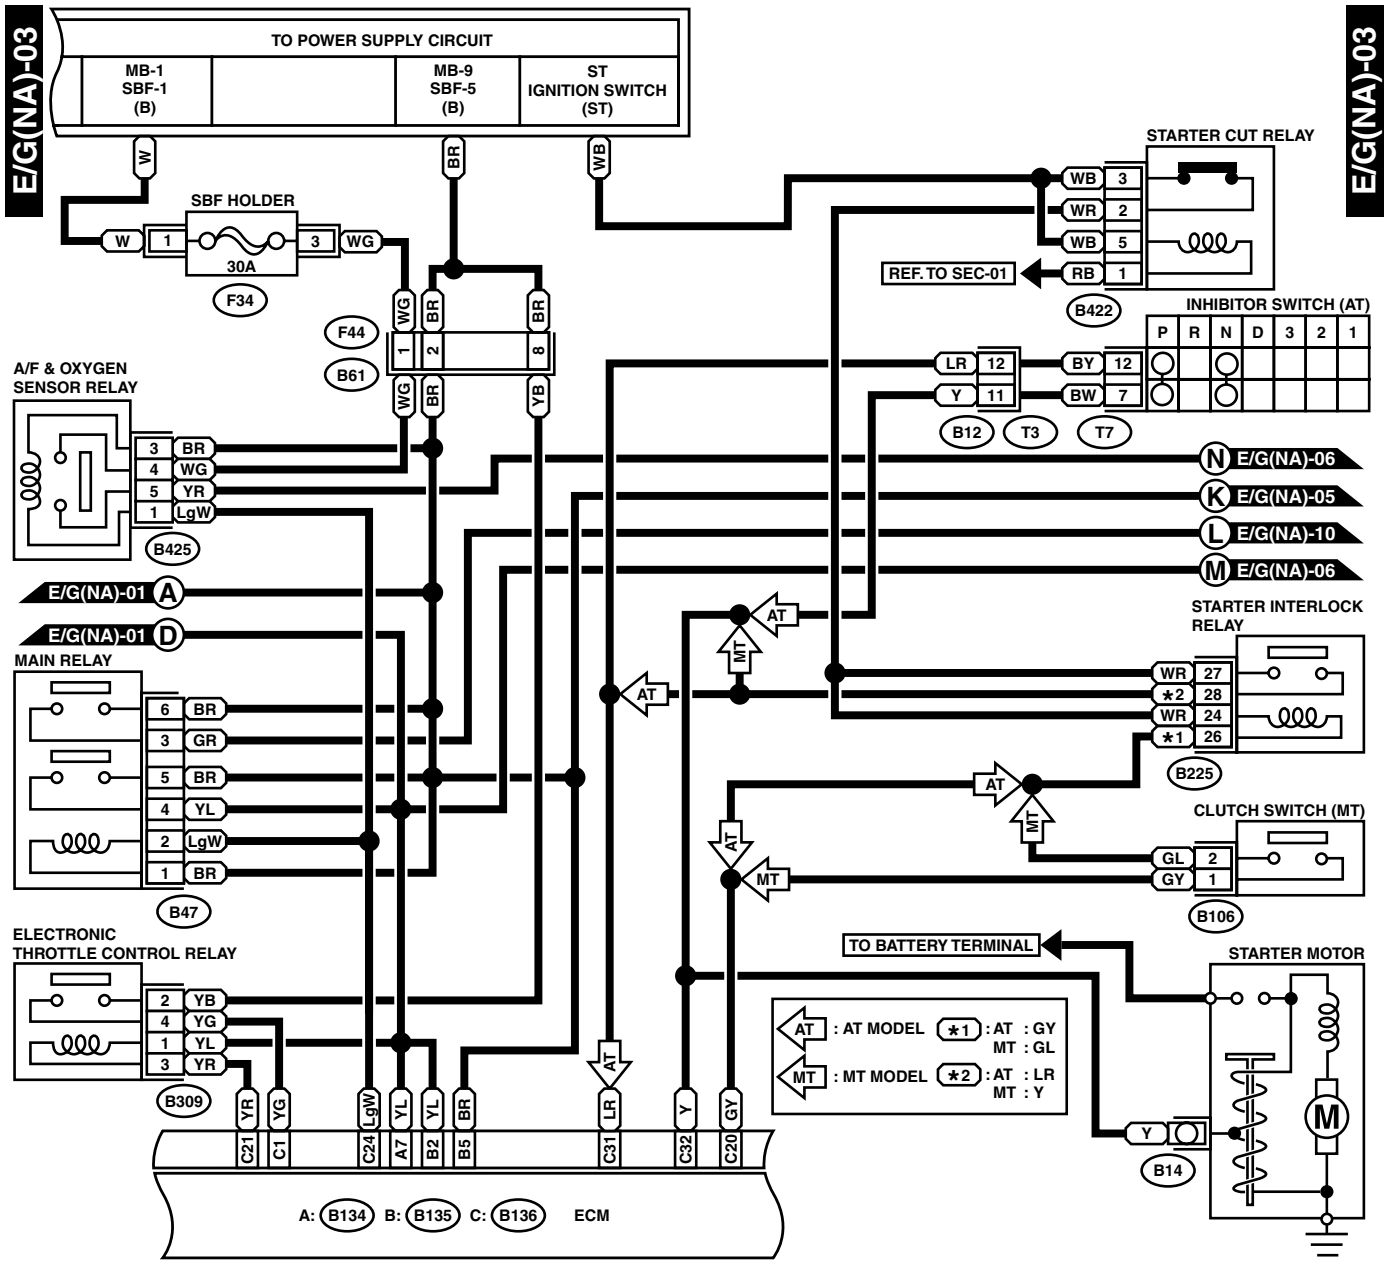 E/G(NA)-03
E/G(NA)-03
TO POWER SUPPLY CIRCUIT
MB-1
SBF-1
(B)
MB-9
SBF-5
(B)
ST
IGNITION SWITCH
(ST)
W
BR
WB
SBF HOLDER
W 1 3 WG
30A
F34
WG BR BR
F44
1 2 8
B61
WG BR YB
STARTER CUT RELAY
WB 3
WR 2
WB 5
RB 1
REF. TO SEC-01
B422
INHIBITOR SWITCH (AT)
P R N D 3 2 1
LR 12 BY 12
Y 11 BW 7
B12 T3 T7
A/F & OXYGEN
SENSOR RELAY
3 BR
4 WG
5 YR
1 LgW
B425
N E/G(NA)-06
K E/G(NA)-05
L E/G(NA)-10
M E/G(NA)-06
E/G(NA)-01 A
E/G(NA)-01 D
MAIN RELAY
6 BR
3 GR
5 BR
4 YL
2 LgW
1 BR
B47
AT
MT
AT
STARTER INTERLOCK
RELAY
WR 27
*2 28
WR 24
*1 26
B225
AT
MT
AT
MT
CLUTCH SWITCH (MT)
GL 2
GY 1
B106
ELECTRONIC
THROTTLE CONTROL RELAY
2 YB
4 YG
1 YL
3 YR
B309
TO BATTERY TERMINAL
STARTER MOTOR
M
Y
B14
AT : AT MODEL *1 : AT : GY
MT : GL
MT : MT MODEL *2 : AT : LR
MT : Y
AT
YR YG LgW YL YL BR LR Y GY
C21 C1 C24 A7 B2 B5 C31 C32 C20
A: B134 B: B135 C: B136 ECM